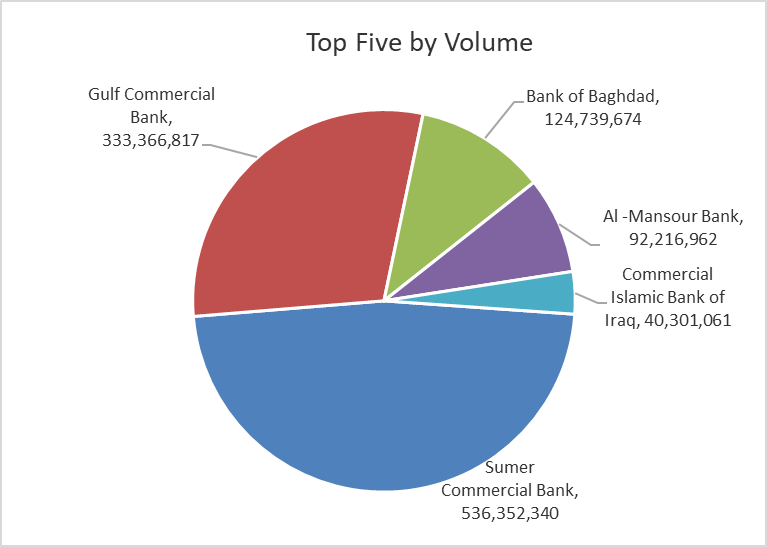 Top Five by Volume
Gulf Commercial
Bank,
333,366,817
Bank of Baghdad,
124,739,674
Al -Mansour Bank,
92,216,962
Commercial
Islamic Bank of
Iraq, 40,301,061
Sumer
Commercial Bank,
536,352,340